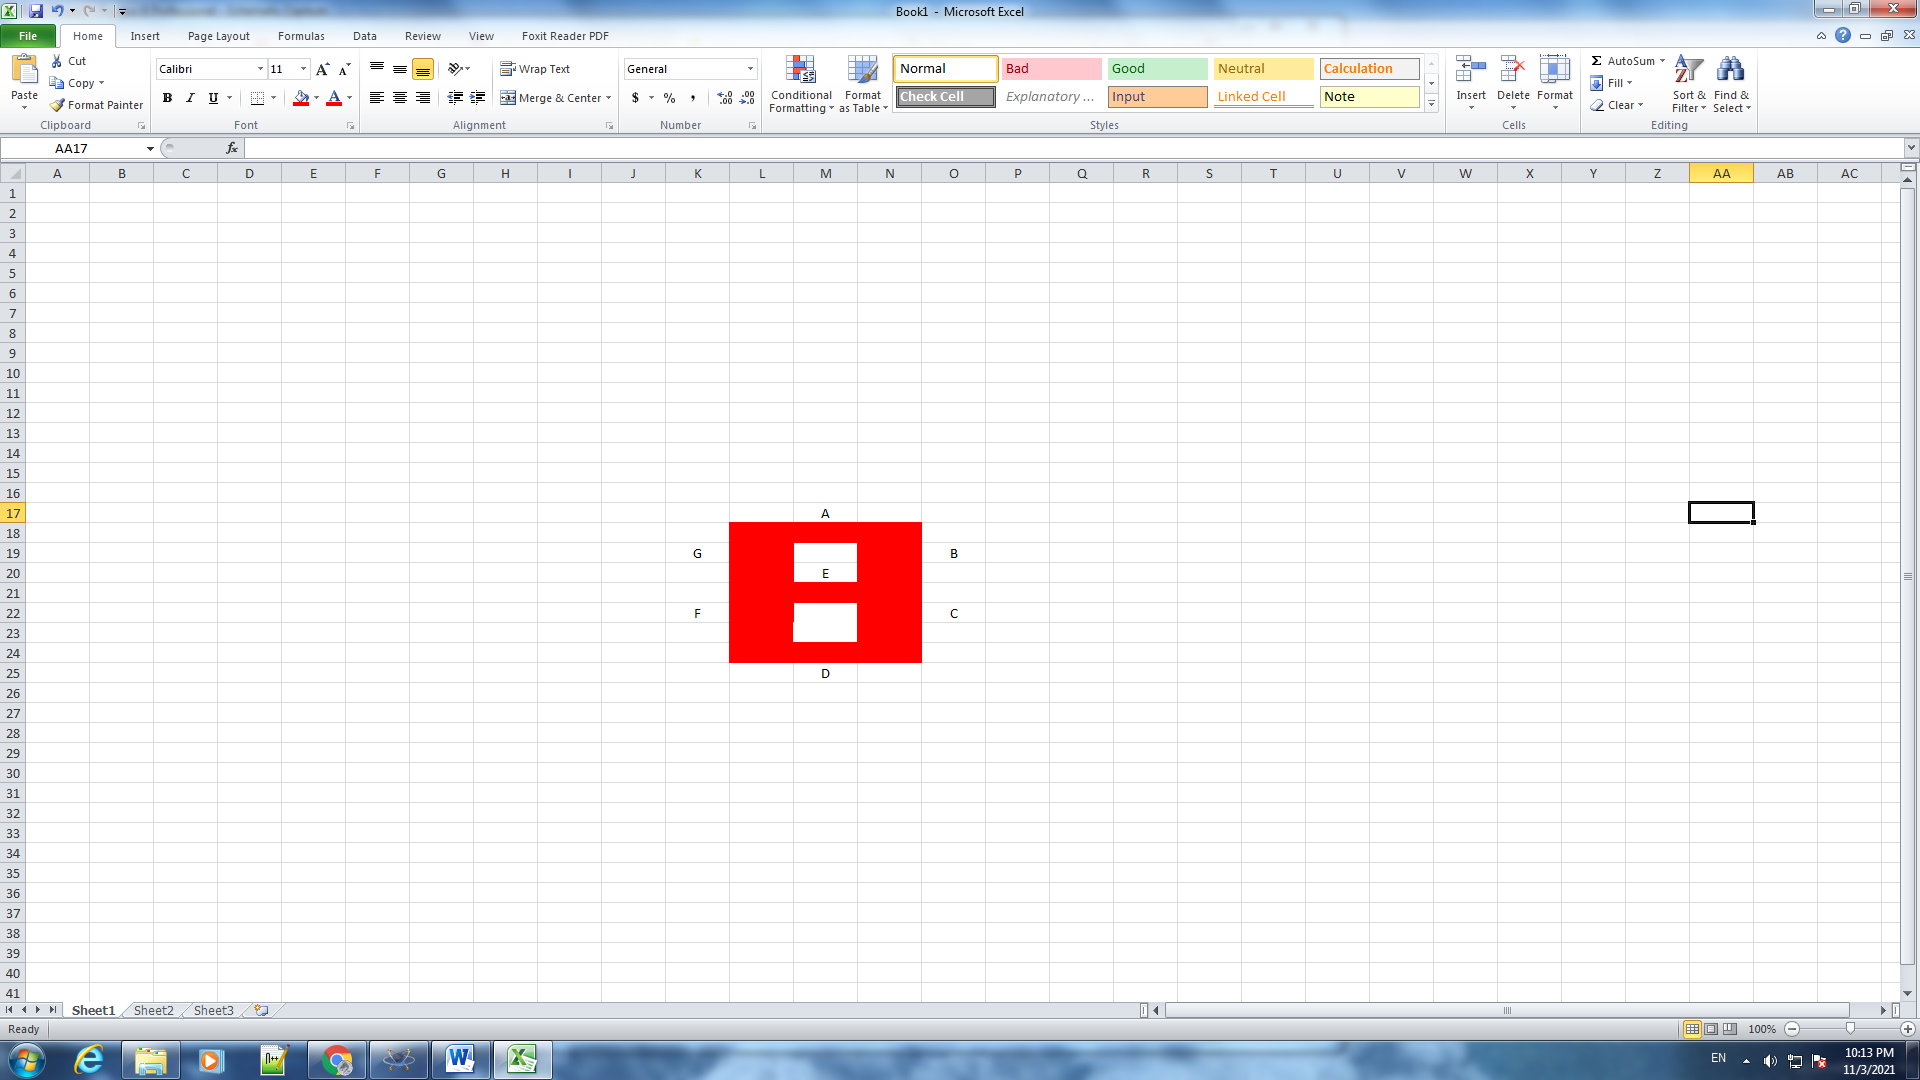 Book1 - Microsoft Excel
File Home Insert Page Layout Formulas Data Review View Foxit Reader PDF
Paste Cut Copy Format Painter Clipboard
Calibri 11 A A B I U A Font
Wrap Text Merge & Center Alignment
General $ % , Number
Conditional Formatting Format as Table
Normal Bad Good Neutral Calculation
Check Cell Explanatory ... Input Linked Cell Note
Styles
Insert Delete Format Cells
Σ AutoSum Fill Clear Sort & Filter Find & Select Editing
AA17 fx
A B C D E F G H I J K L M N O P Q R S T U V W X Y Z AA AB AC
1
2
3
4
5
6
7
8
9
10
11
12
13
14
15
16
17 A
18
19 G B
20 E
21
22 F C
23
24
25 D
26
27
28
29
30
31
32
33
34
35
36
37
38
39
40
41
Sheet1 Sheet2 Sheet3
Ready 100%
EN 10:13 PM
11/3/2021